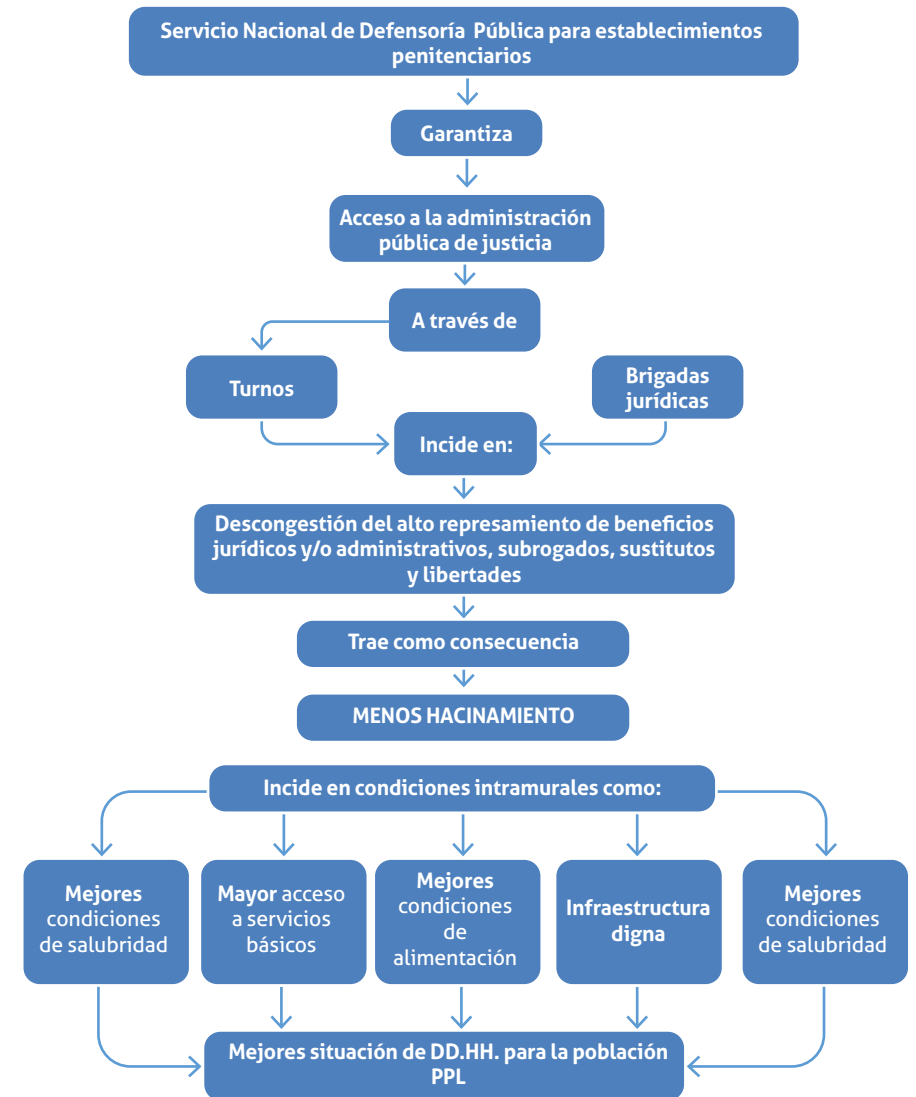 Servicio Nacional de Defensoría Pública para establecimientos
penitenciarios
Garantiza
Acceso a la administración
pública de justicia
A través de
Turnos
Brigadas
jurídicas
Incide en:
Descongestión del alto represamiento de beneficios
jurídicos y/o administrativos, subrogados, sustitutos
y libertades
Trae como consecuencia
MENOS HACINAMIENTO
Incide en condiciones intramurales como:
Mejores
condiciones
de salubridad
Mayor acceso
a servicios
básicos
Mejores
condiciones
de
alimentación
Infraestructura
digna
Mejores
condiciones
de salubridad
Mejores situación de DD.HH. para la población
PPL